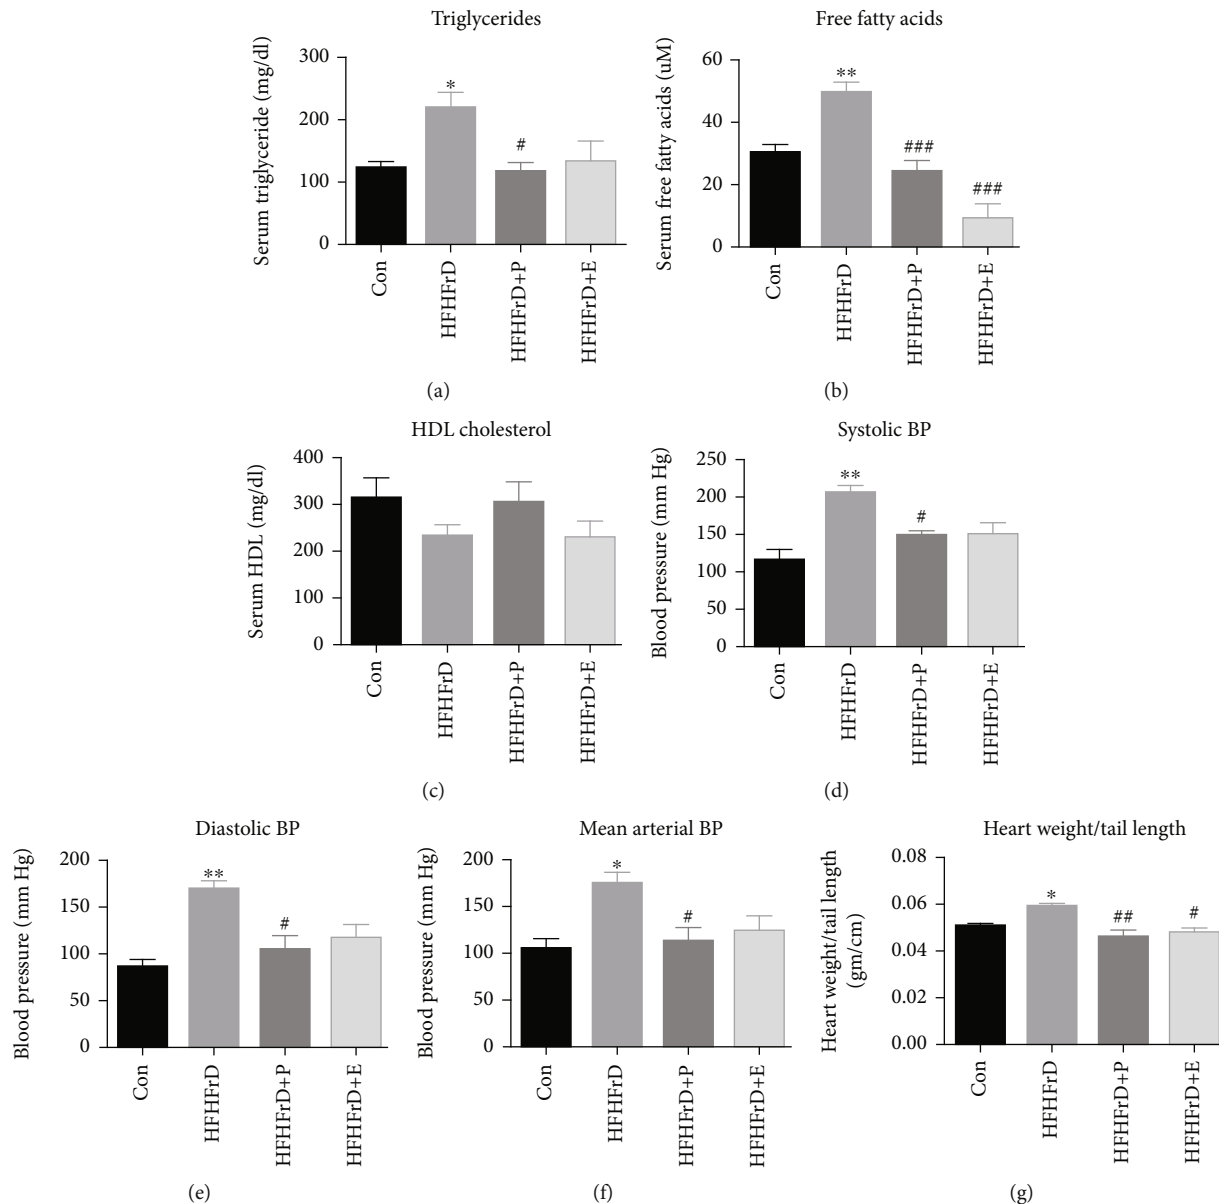 Triglycerides
Serum triglyceride (mg/dl)
300
200
100
0
*
#
Con
HFHFrD
HFHFrD+P
HFHFrD+E
(a)
Free fatty acids
Serum free fatty acids (uM)
60
40
20
0
**
###
###
Con
HFHFrD
HFHFrD+P
HFHFrD+E
(b)
HDL cholesterol
Serum HDL (mg/dl)
400
300
200
100
0
Con
HFHFrD
HFHFrD+P
HFHFrD+E
(c)
Systolic BP
Blood pressure (mm Hg)
250
200
150
100
50
0
**
#
Con
HFHFrD
HFHFrD+P
HFHFrD+E
(d)
Diastolic BP
Blood pressure (mm Hg)
200
150
100
50
0
**
#
Con
HFHFrD
HFHFrD+P
HFHFrD+E
(e)
Mean arterial BP
Blood pressure (mm Hg)
200
150
100
50
0
*
#
Con
HFHFrD
HFHFrD+P
HFHFrD+E
(f)
Heart weight/tail length
Heart weight/tail length
(gm/cm)
0.08
0.06
0.04
0.02
0.00
*
##
#
Con
HFHFrD
HFHFrD+P
HFHFrD+E
(g)